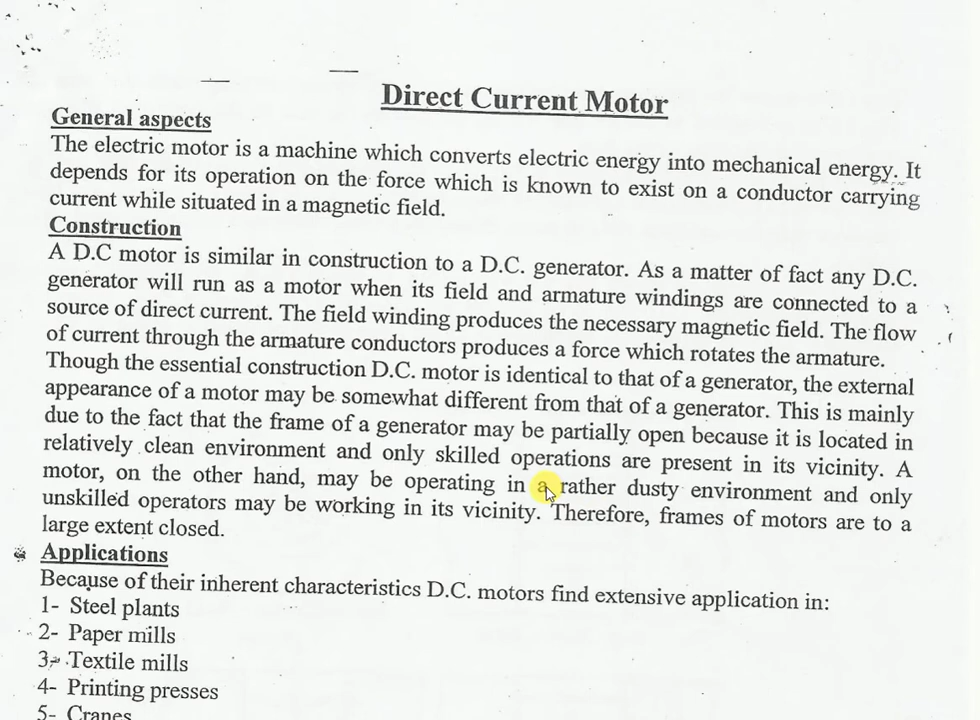 Direct Current Motor
General aspects
The electric motor is a machine which converts electric energy into mechanical energy. It
depends for its operation on the force which is known to exist on a conductor carrying
current while situated in a magnetic field.
Construction
A D.C motor is similar in construction to a D.C. generator. As a matter of fact any D.C.
generator will run as a motor when its field and armature windings are connected to a
source of direct current. The field winding produces the necessary magnetic field. The flow
of current through the armature conductors produces a force which rotates the armature.
Though the essential construction D.C. motor is identical to that of a generator, the external
appearance of a motor may be somewhat different from that of a generator. This is mainly
due to the fact that the frame of a generator may be partially open because it is located in
relatively clean environment and only skilled operations are present in its vicinity. A
motor, on the other hand, may be operating in a rather dusty environment and only
unskilled operators may be working in its vicinity. Therefore, frames of motors are to a
large extent closed.
Applications
Because of their inherent characteristics D.C. motors find extensive application in:
1- Steel plants
2- Paper mills
3- Textile mills
4- Printing presses
5- Cranes